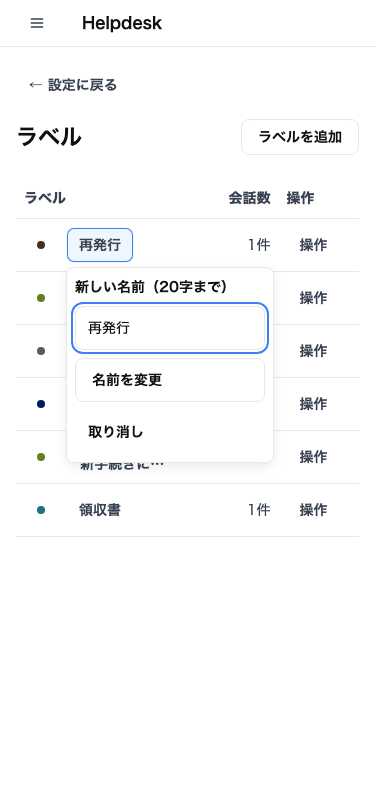 Helpdesk
← 設定に戻る
ラベル
ラベルを追加
ラベル 会話数 操作
再発行 1件 操作
新しい名前（20字まで）
操作
再発行
操作
名前を変更
操作
取り消し
操作
領収書 1件 操作